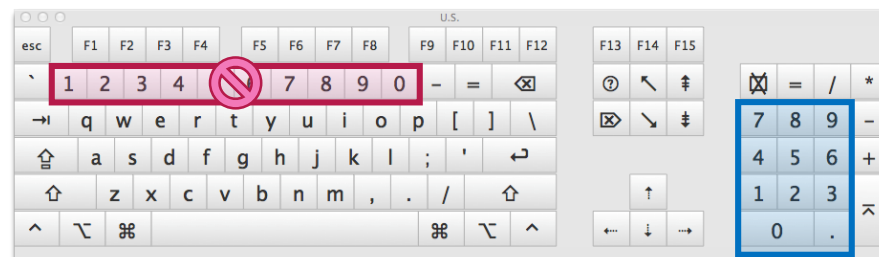 U.S.
esc F1 F2 F3 F4 F5 F6 F7 F8 F9 F10 F11 F12 F13 F14 F15
` 1 2 3 4 7 8 9 0 - = ⌫ ? ↖ ⇞ = / *
⇥ q w e r t y u i o p [ ] \ ⌦ ↘ ⇟ 7 8 9 -
⇪ a s d f g h j k l ; ' ↩ 4 5 6 +
⇧ z x c v b n m , . / ⇧ ↑ 1 2 3 ⌅
^ ⌥ ⌘ ⌘ ⌥ ^ ← ↓ → 0 .